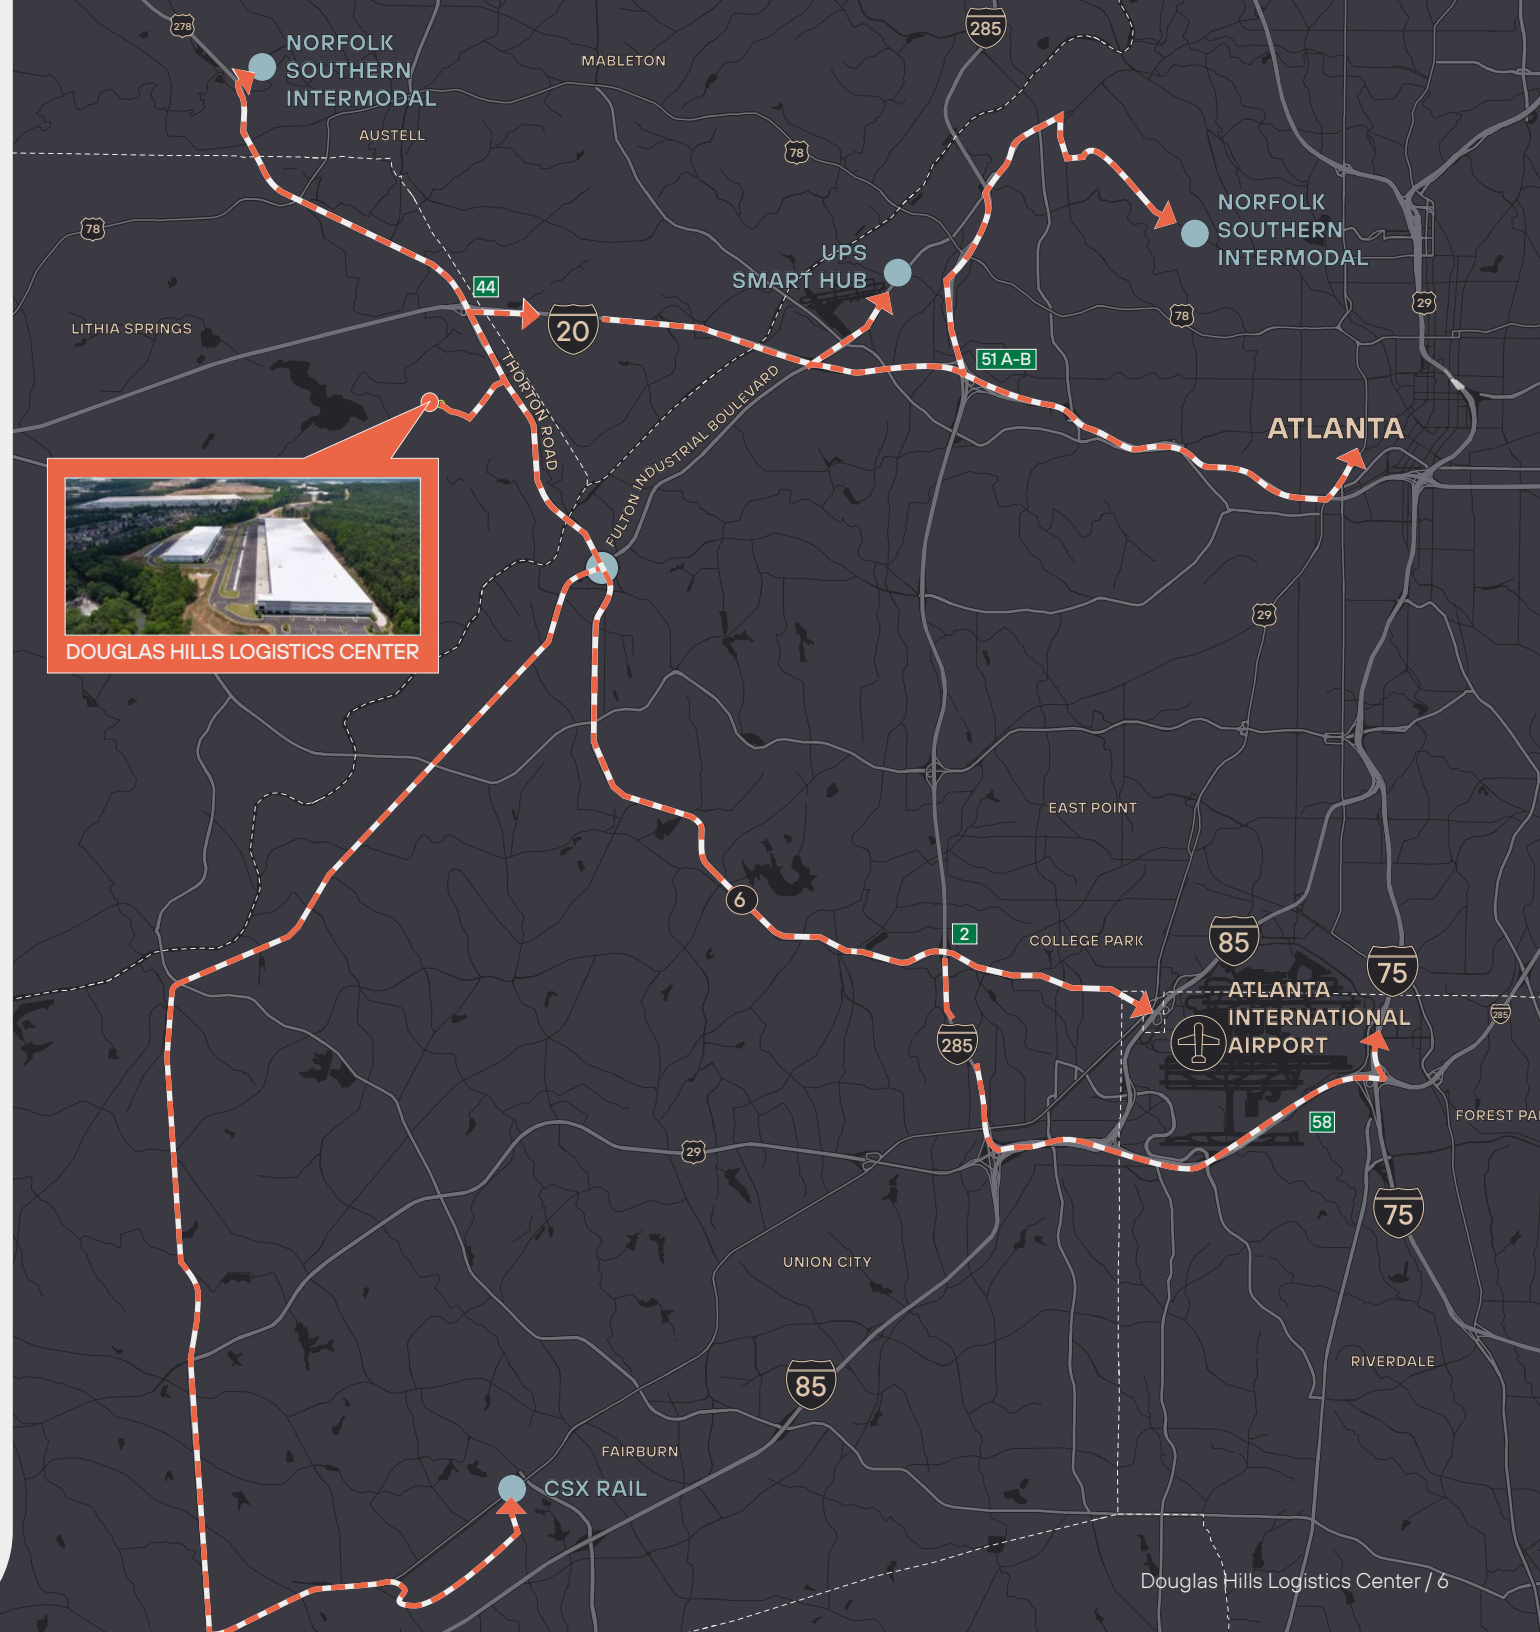 278
NORFOLK
SOUTHERN
INTERMODAL
MABLETON
285
AUSTELL
78
78
NORFOLK
SOUTHERN
INTERMODAL
UPS
SMART HUB
44
LITHIA SPRINGS
20
78
29
THORTON ROAD
51 A-B
FULTON INDUSTRIAL BOULEVARD
ATLANTA
DOUGLAS HILLS LOGISTICS CENTER
29
EAST POINT
6
2
COLLEGE PARK
85
75
ATLANTA
INTERNATIONAL
AIRPORT
285
285
58
FOREST PA
29
75
UNION CITY
85
RIVERDALE
FAIRBURN
CSX RAIL
Douglas Hills Logistics Center / 6